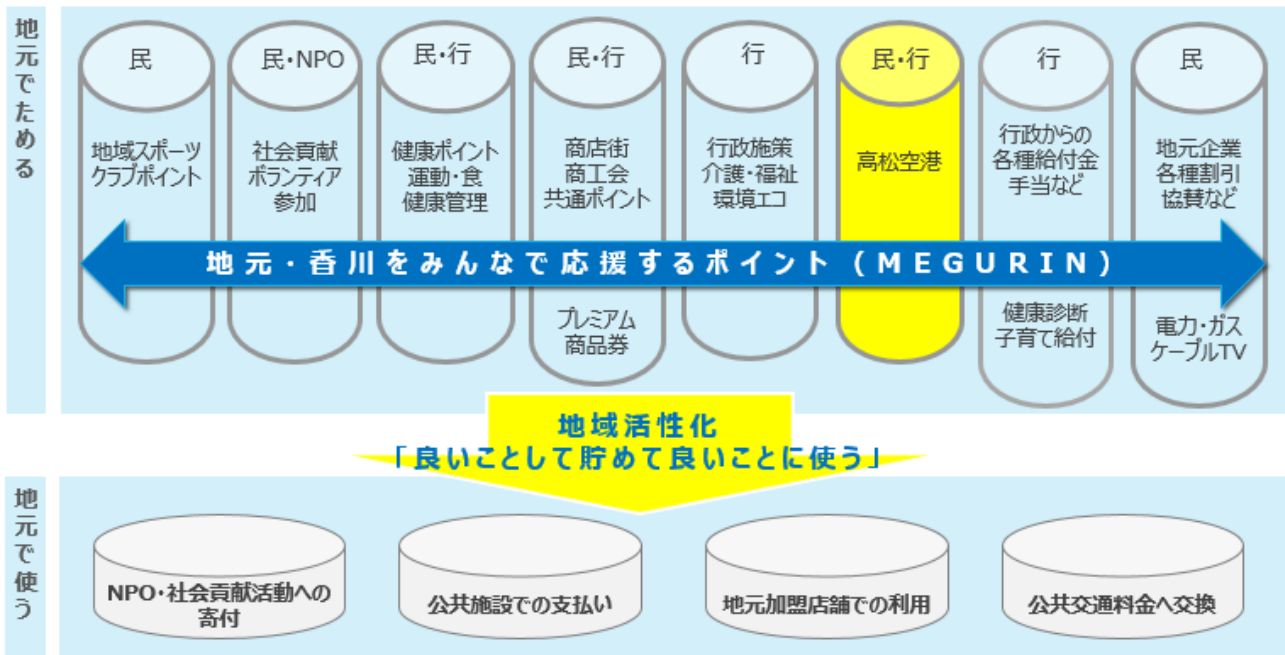 地元でためる
民
民・NPO
民・行
民・行
行
民・行
行
民
地域スポーツ
クラブポイント
社会貢献
ボランティア
参加
健康ポイント
運動・食
健康管理
商店街
商工会
共通ポイント
行政施策
介護・福祉
環境エコ
高松空港
行政からの
各種給付金
手当など
地元企業
各種割引
協賛など
地元・香川をみんなで応援するポイント（MEGURIN）
プレミアム
商品券
健康診断
子育て給付
電力・ガス
ケーブルTV
地域活性化
「良いことして貯めて良いことに使う」
地元で使う
NPO・社会貢献活動への
寄付
公共施設での支払い
地元加盟店舗での利用
公共交通料金へ交換